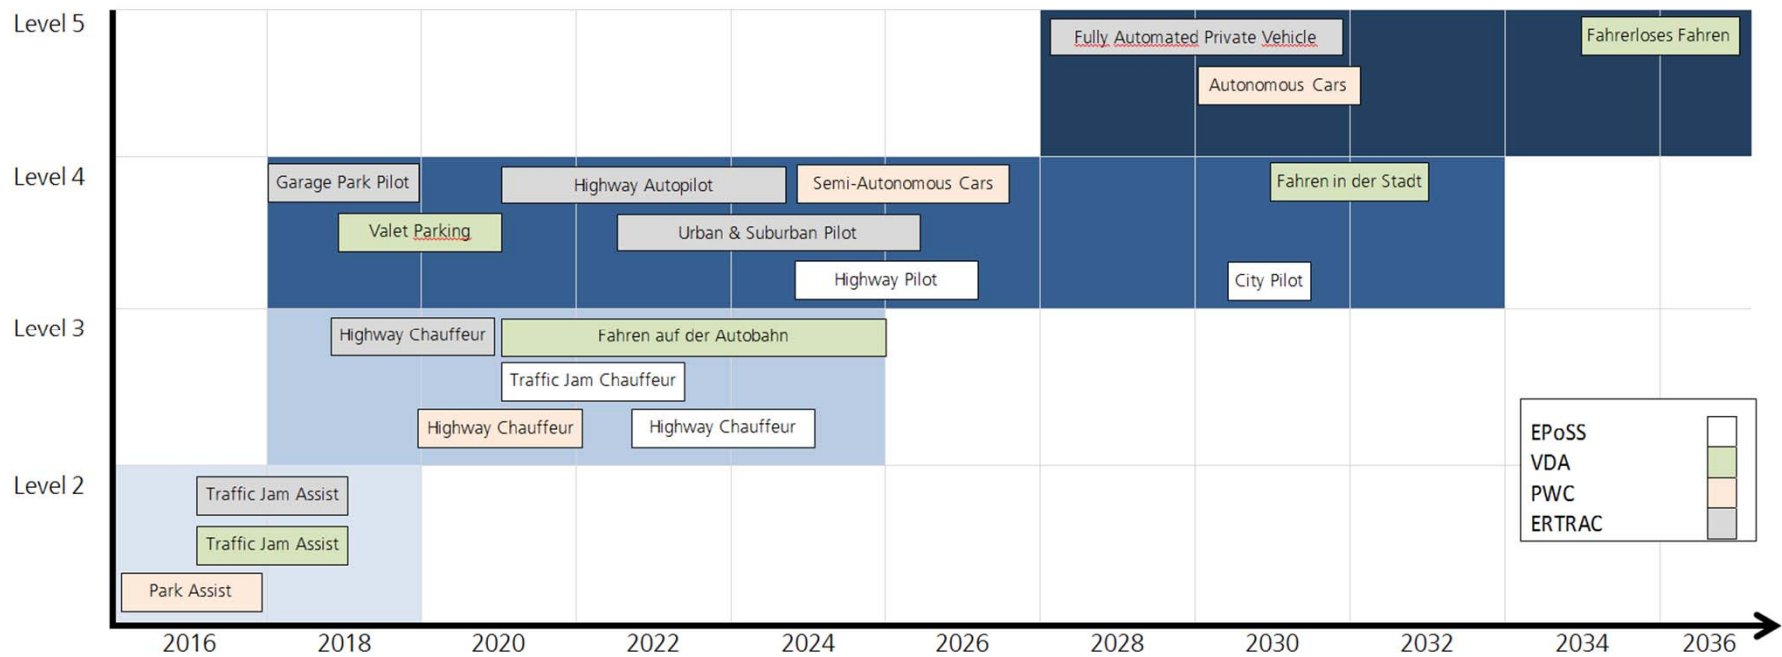 Level 5
Fully Automated Private Vehicle
Fahrerloses Fahren
Autonomous Cars
Level 4
Garage Park Pilot
Highway Autopilot
Semi-Autonomous Cars
Fahren in der Stadt
Valet Parking
Urban & Suburban Pilot
Highway Pilot
City Pilot
Level 3
Highway Chauffeur
Fahren auf der Autobahn
Traffic Jam Chauffeur
Highway Chauffeur
Highway Chauffeur
Level 2
Traffic Jam Assist
Traffic Jam Assist
Park Assist
EPoSS
VDA
PWC
ERTRAC
2016 2018 2020 2022 2024 2026 2028 2030 2032 2034 2036